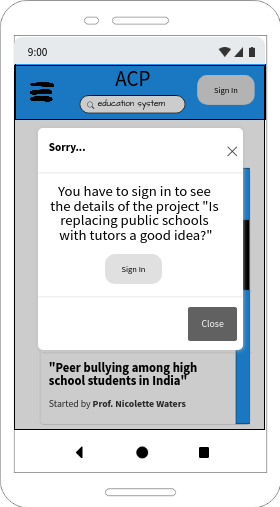 9:00
ACP
Sign In
education system
Sorry...
You have to sign in to see
the details of the project "Is
replacing public schools
with tutors a good idea?"
Sign In
Close
"Peer bullying among high
school students in India"
Started by Prof. Nicolette Waters